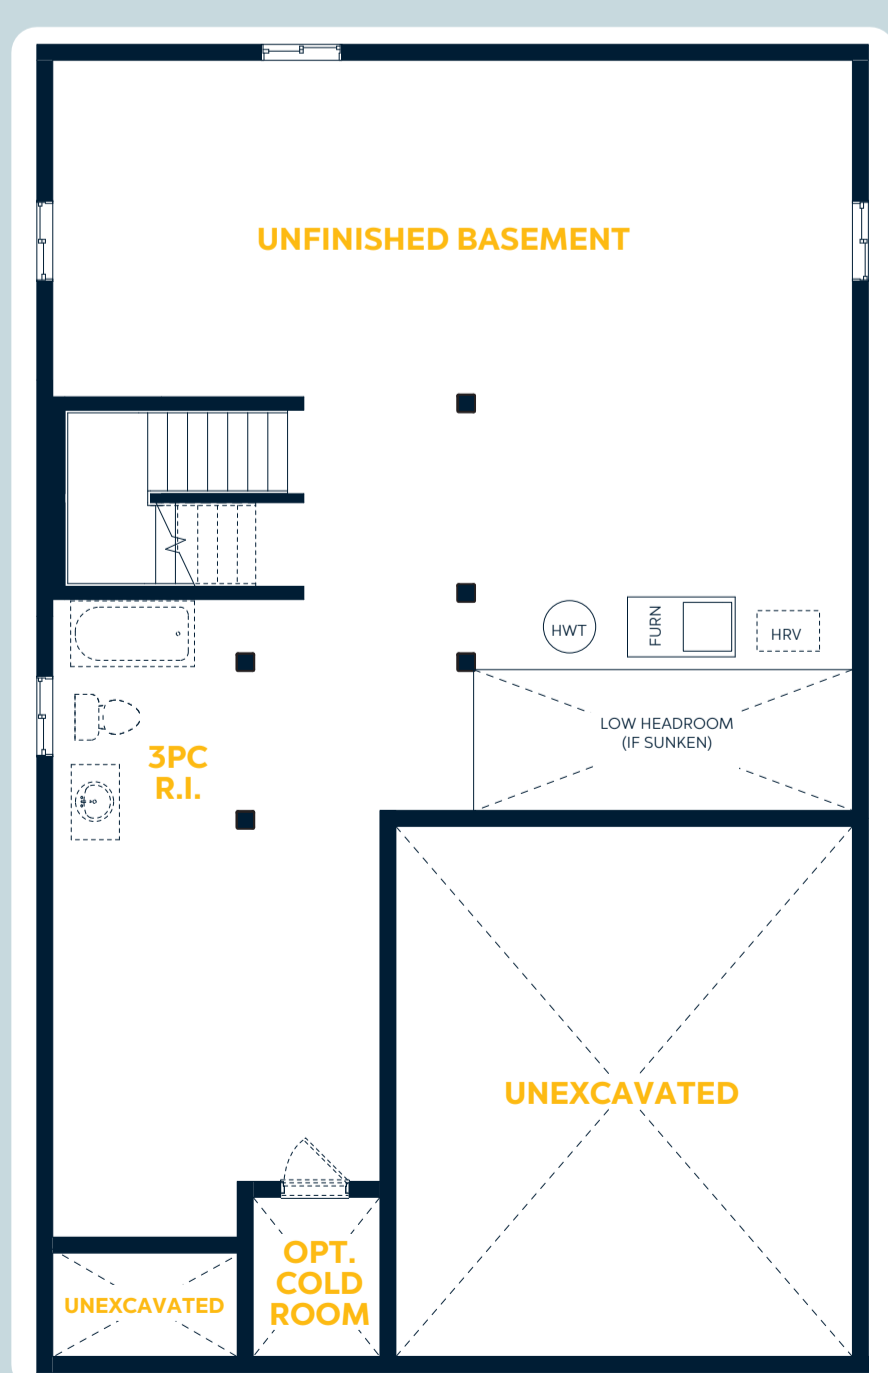 UNFINISHED BASEMENT
HWT
FURN
HRV
LOW HEADROOM
(IF SUNKEN)
3PC
R.I.
UNEXCAVATED
OPT.
COLD
ROOM
UNEXCAVATED